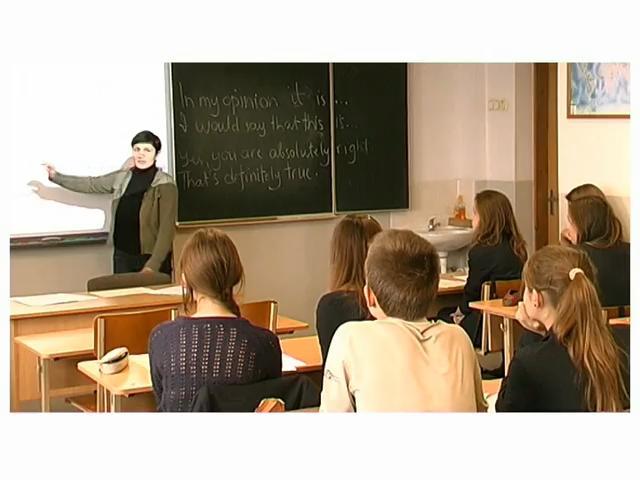 In my opinion it is ...
I would say that this is...
Yes, you are absolutely right
That's definitely true.